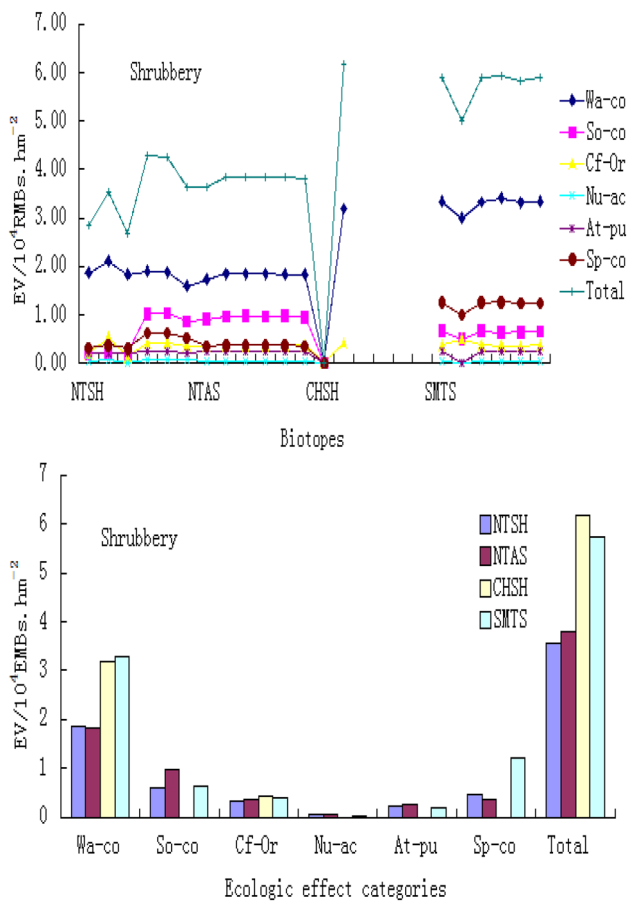 7.00
6.00
5.00
4.00
3.00
2.00
1.00
0.00
EV/10⁴RMBs.hm⁻²
Shrubbery
NTSH NTAS CHSH SMTS
Biotopes
Wa-co
So-co
Cf-Or
Nu-ac
At-pu
Sp-co
Total
7
6
5
4
3
2
1
0
EV/10⁴EMBs.hm⁻²
Shrubbery
NTSH
NTAS
CHSH
SMTS
Wa-co So-co Cf-Or Nu-ac At-pu Sp-co Total
Ecologic effect categories